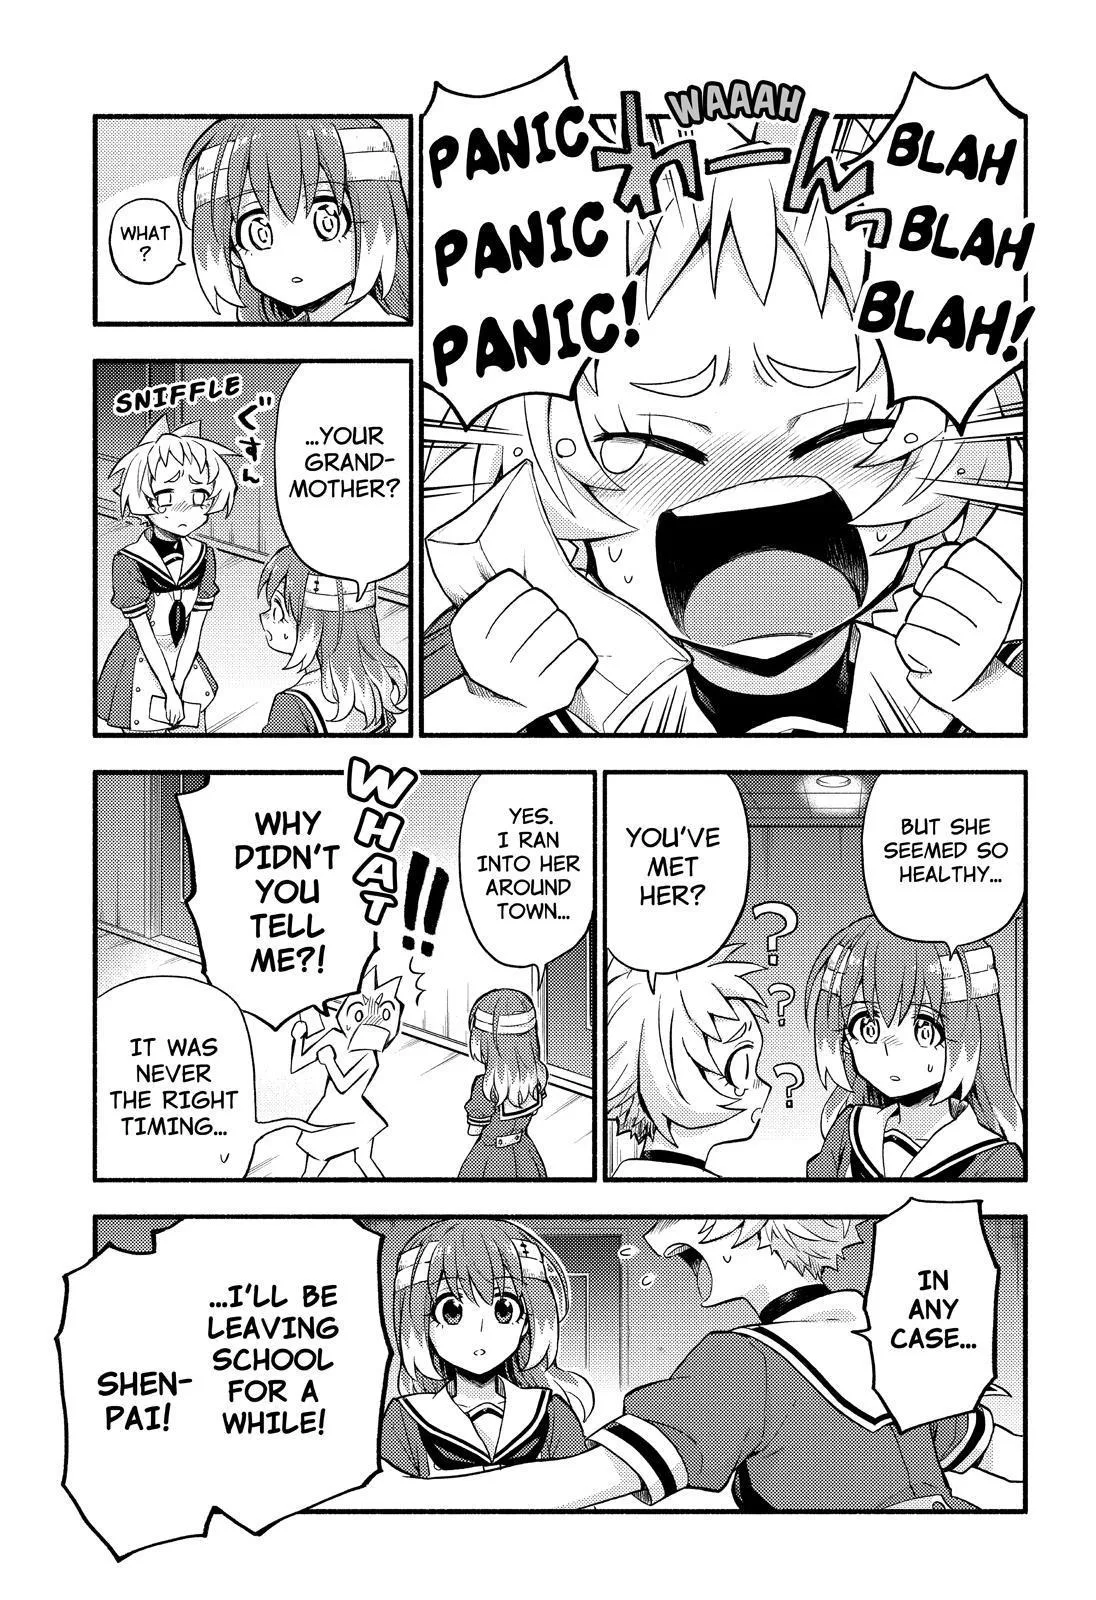 BLAH
BLAH
BLAH!
WAAAH
わーんっ
PANIC
PANIC
PANIC!
WHAT
?
...YOUR
GRAND-
MOTHER?
SNIFFLE
ぐすん
BUT SHE
SEEMED SO
HEALTHY...
YOU'VE
MET
HER?
?
?
?
YES.
I RAN
INTO HER
AROUND
TOWN...
WHAT!!
WHY
DIDN'T
YOU
TELL
ME?!
IT WAS
NEVER
THE RIGHT
TIMING...
IN
ANY
CASE...
...I'LL BE
LEAVING
SCHOOL
FOR A
WHILE!
SHEN-
PAI!